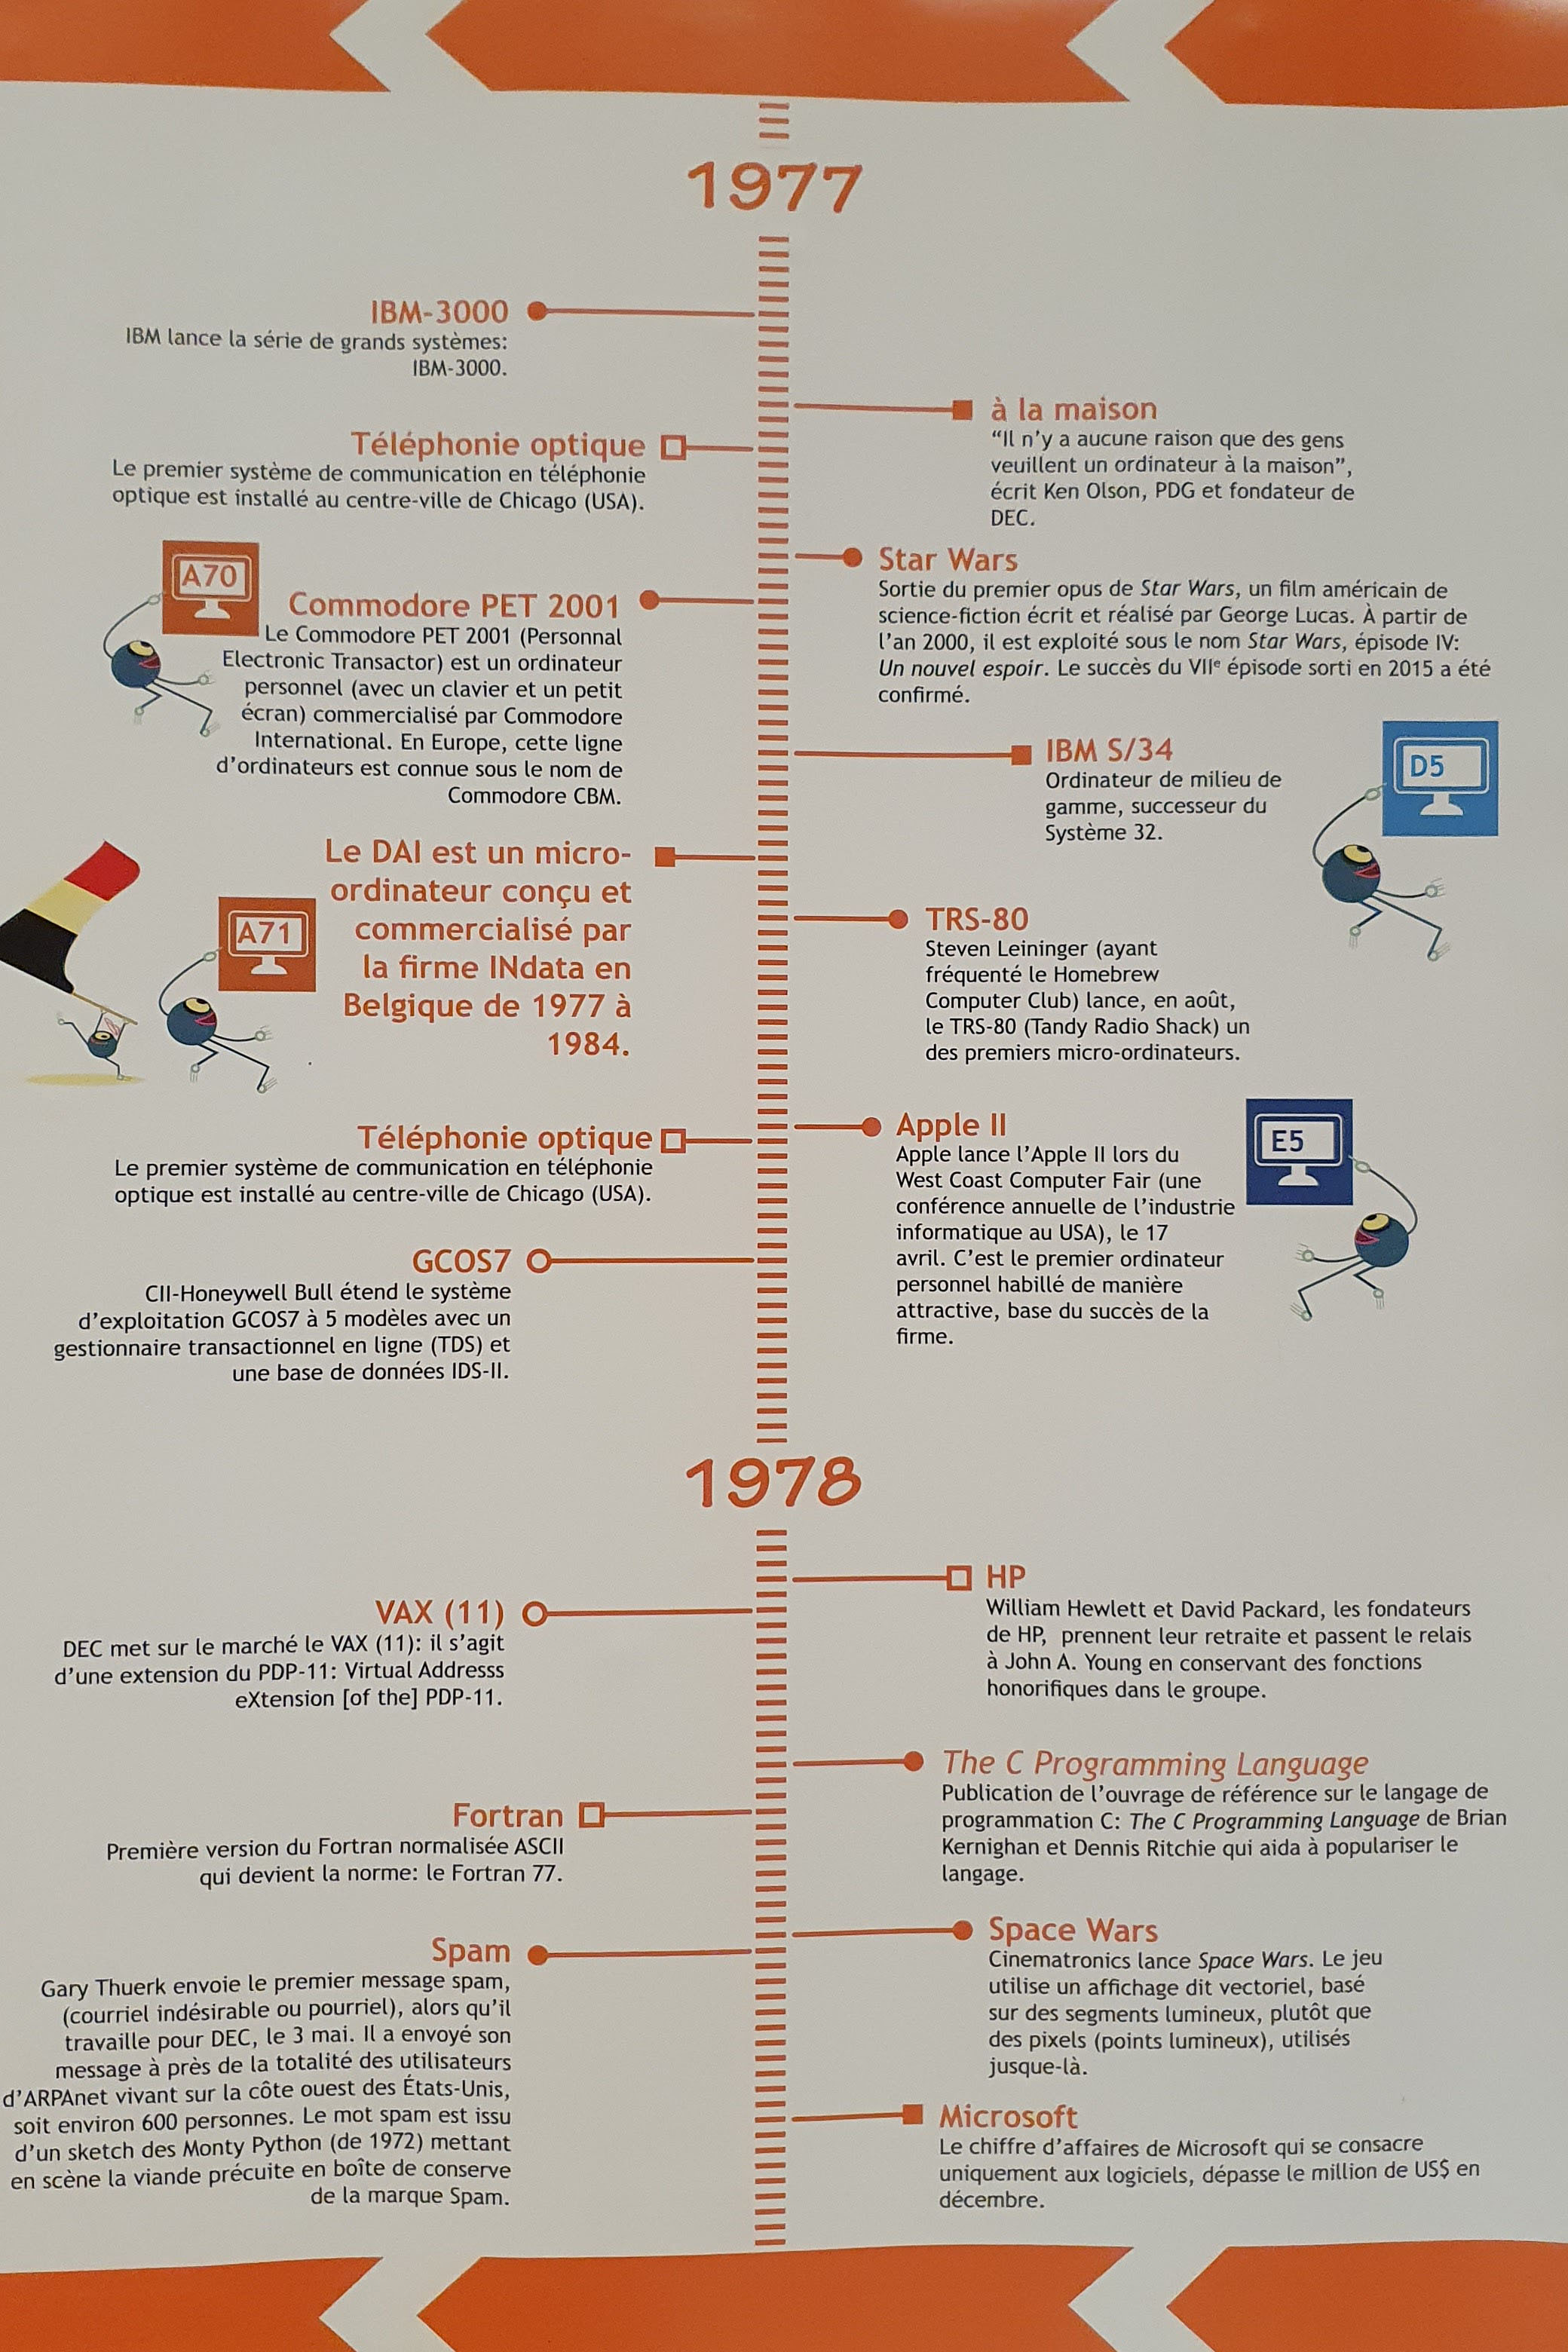 1977
IBM-3000
IBM lance la série de grands systèmes:
IBM-3000.
à la maison
“Il n’y a aucune raison que des gens
veuillent un ordinateur à la maison”,
écrit Ken Olson, PDG et fondateur de
DEC.
Téléphonie optique
Le premier système de communication en téléphonie
optique est installé au centre-ville de Chicago (USA).
Star Wars
Sortie du premier opus de Star Wars, un film américain de
science-fiction écrit et réalisé par George Lucas. À partir de
l’an 2000, il est exploité sous le nom Star Wars, épisode IV:
Un nouvel espoir. Le succès du VIIe épisode sorti en 2015 a été
confirmé.
A70
Commodore PET 2001
Le Commodore PET 2001 (Personnal
Electronic Transactor) est un ordinateur
personnel (avec un clavier et un petit
écran) commercialisé par Commodore
International. En Europe, cette ligne
d’ordinateurs est connue sous le nom de
Commodore CBM.
IBM S/34
Ordinateur de milieu de
gamme, successeur du
Système 32.
D5
Le DAI est un micro-
ordinateur conçu et
commercialisé par
la firme INdata en
Belgique de 1977 à
1984.
A71
TRS-80
Steven Leininger (ayant
fréquenté le Homebrew
Computer Club) lance, en août,
le TRS-80 (Tandy Radio Shack) un
des premiers micro-ordinateurs.
Téléphonie optique
Le premier système de communication en téléphonie
optique est installé au centre-ville de Chicago (USA).
Apple II
Apple lance l’Apple II lors du
West Coast Computer Fair (une
conférence annuelle de l’industrie
informatique au USA), le 17
avril. C’est le premier ordinateur
personnel habillé de manière
attractive, base du succès de la
firme.
E5
GCOS7
CII-Honeywell Bull étend le système
d’exploitation GCOS7 à 5 modèles avec un
gestionnaire transactionnel en ligne (TDS) et
une base de données IDS-II.
1978
HP
William Hewlett et David Packard, les fondateurs
de HP, prennent leur retraite et passent le relais
à John A. Young en conservant des fonctions
honorifiques dans le groupe.
VAX (11)
DEC met sur le marché le VAX (11): il s’agit
d’une extension du PDP-11: Virtual Addresss
eXtension [of the] PDP-11.
The C Programming Language
Publication de l’ouvrage de référence sur le langage de
programmation C: The C Programming Language de Brian
Kernighan et Dennis Ritchie qui aida à populariser le
langage.
Fortran
Première version du Fortran normalisée ASCII
qui devient la norme: le Fortran 77.
Space Wars
Cinematronics lance Space Wars. Le jeu
utilise un affichage dit vectoriel, basé
sur des segments lumineux, plutôt que
des pixels (points lumineux), utilisés
jusque-là.
Spam
Gary Thuerk envoie le premier message spam,
(courriel indésirable ou pourriel), alors qu’il
travaille pour DEC, le 3 mai. Il a envoyé son
message à près de la totalité des utilisateurs
d’ARPAnet vivant sur la côte ouest des États-Unis,
soit environ 600 personnes. Le mot spam est issu
d’un sketch des Monty Python (de 1972) mettant
en scène la viande précuite en boîte de conserve
de la marque Spam.
Microsoft
Le chiffre d’affaires de Microsoft qui se consacre
uniquement aux logiciels, dépasse le million de US$ en
décembre.